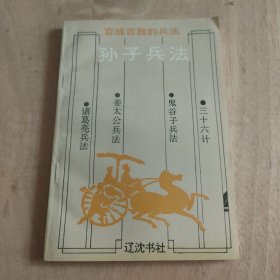 百战百胜的兵法
孙子兵法
●三十六计
●鬼谷子兵法
●姜太公兵法
●诸葛亮兵法
辽沈书社